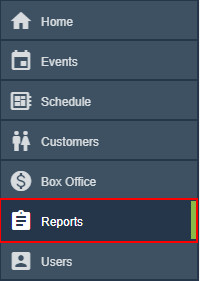 Home
Events
Schedule
Customers
Box Office
Reports
Users